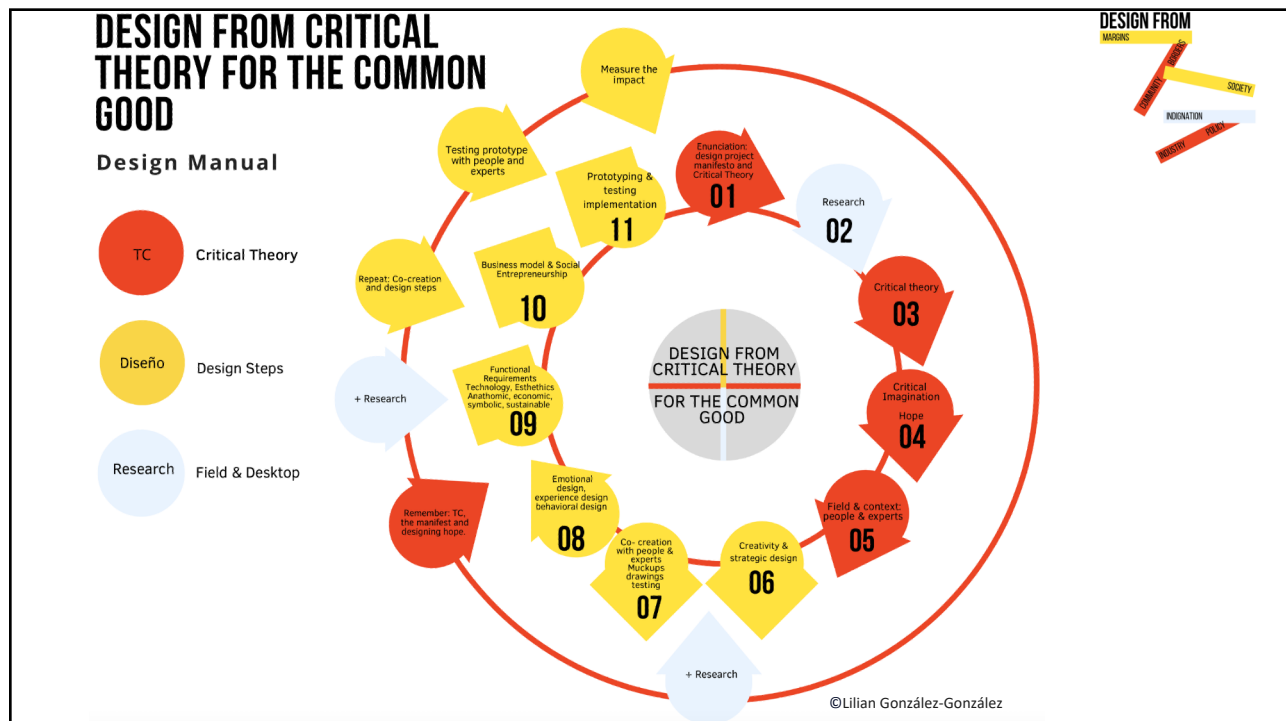 DESIGN FROM CRITICAL
THEORY FOR THE COMMON
GOOD
Design Manual
TC
Critical Theory
Diseño
Design Steps
Research
Field & Desktop
DESIGN FROM
MARGINS
BORDERS
COMMUNITY
SOCIETY
INDIGNATION
POLICY
INDUSTRY
Measure the
impact
Testing prototype
with people and
experts
Repeat: Co-creation
and design steps
+ Research
Remember: TC,
the manifest and
designing hope.
+ Research
Enunciation:
design project
manifesto and
Critical Theory
01
Research
02
Critical theory
03
Critical
Imagination
Hope
04
Field & context:
people & experts
05
Creativity &
strategic design
06
Co- creation
with people &
experts
Muckups
drawings
testing
07
Emotional
design,
experience design
behavioral design
08
Functional
Requirements
Technology, Esthetics
Anathomic, economic,
symbolic, sustainable
09
Business model & Social
Entrepreneurship
10
Prototyping &
testing
implementation
11
DESIGN FROM
CRITICAL THEORY
FOR THE COMMON
GOOD
©Lilian González-González